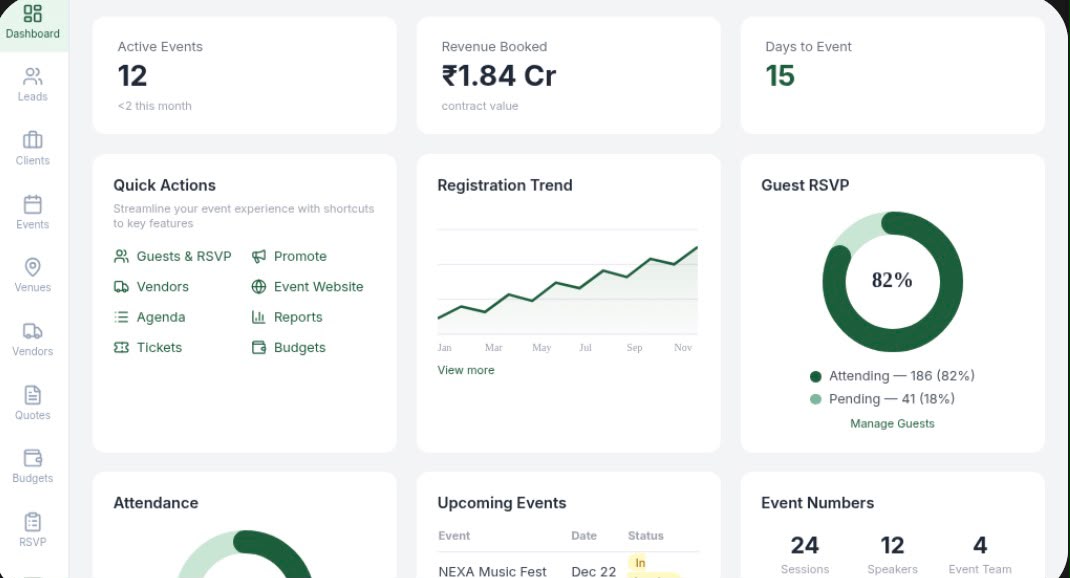 Dashboard
Leads
Clients
Events
Venues
Vendors
Quotes
Budgets
RSVP
Active Events
12
<2 this month
Revenue Booked
₹1.84 Cr
contract value
Days to Event
15
Quick Actions
Streamline your event experience with shortcuts
to key features
Guests & RSVP
Promote
Vendors
Event Website
Agenda
Reports
Tickets
Budgets
Registration Trend
Jan Mar May Jul Sep Nov
View more
Guest RSVP
82%
Attending — 186 (82%)
Pending — 41 (18%)
Manage Guests
Attendance
Upcoming Events
Event Date Status
NEXA Music Fest Dec 22 In
Event Numbers
24 12 4
Sessions Speakers Event Team